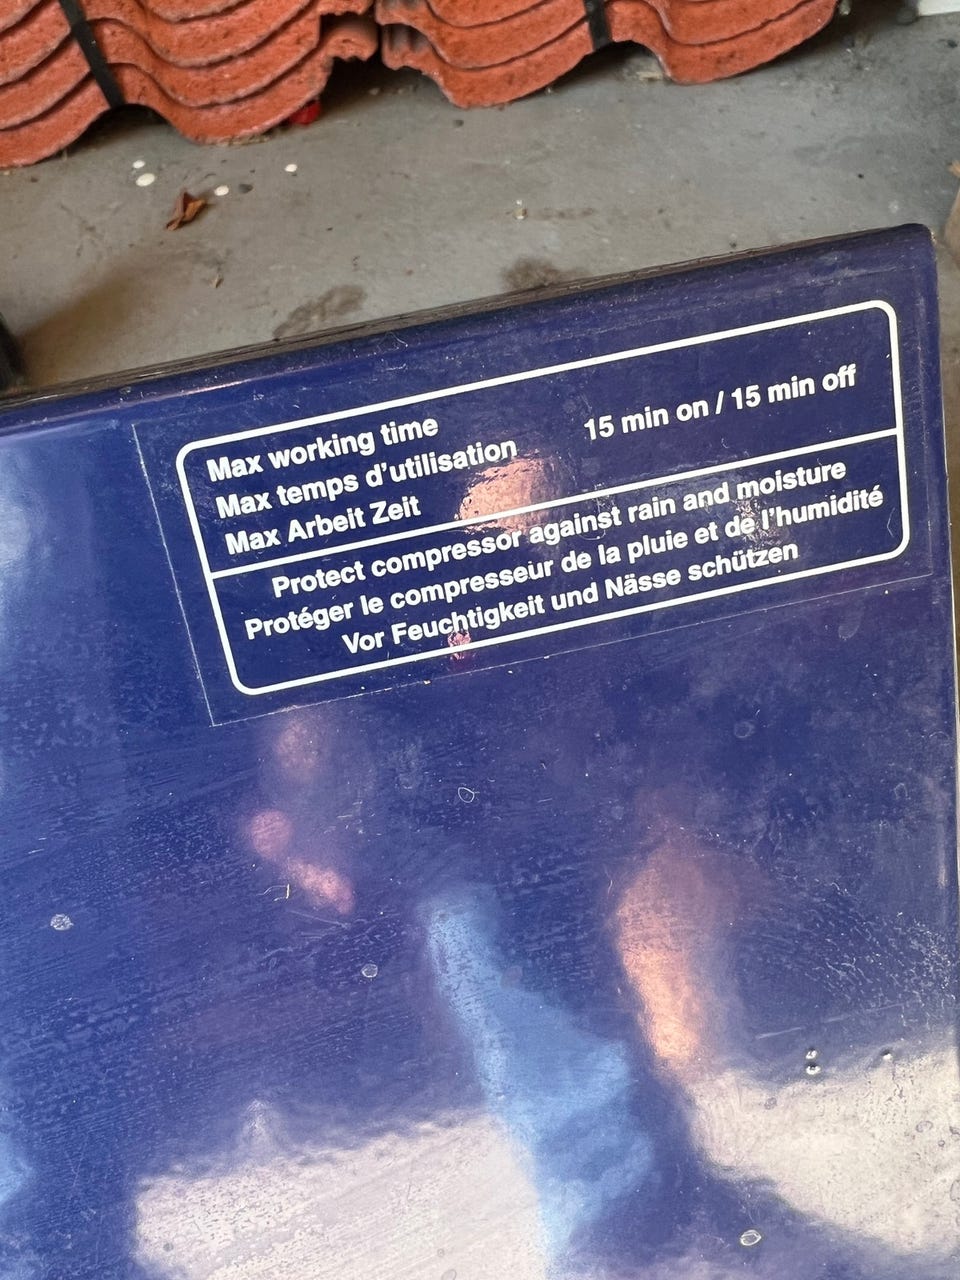 Max working time
Max temps d'utilisation
Max Arbeit Zeit
15 min on / 15 min off
Protect compressor against rain and moisture
Protéger le compresseur de la pluie et de l'humidité
Vor Feuchtigkeit und Nässe schützen